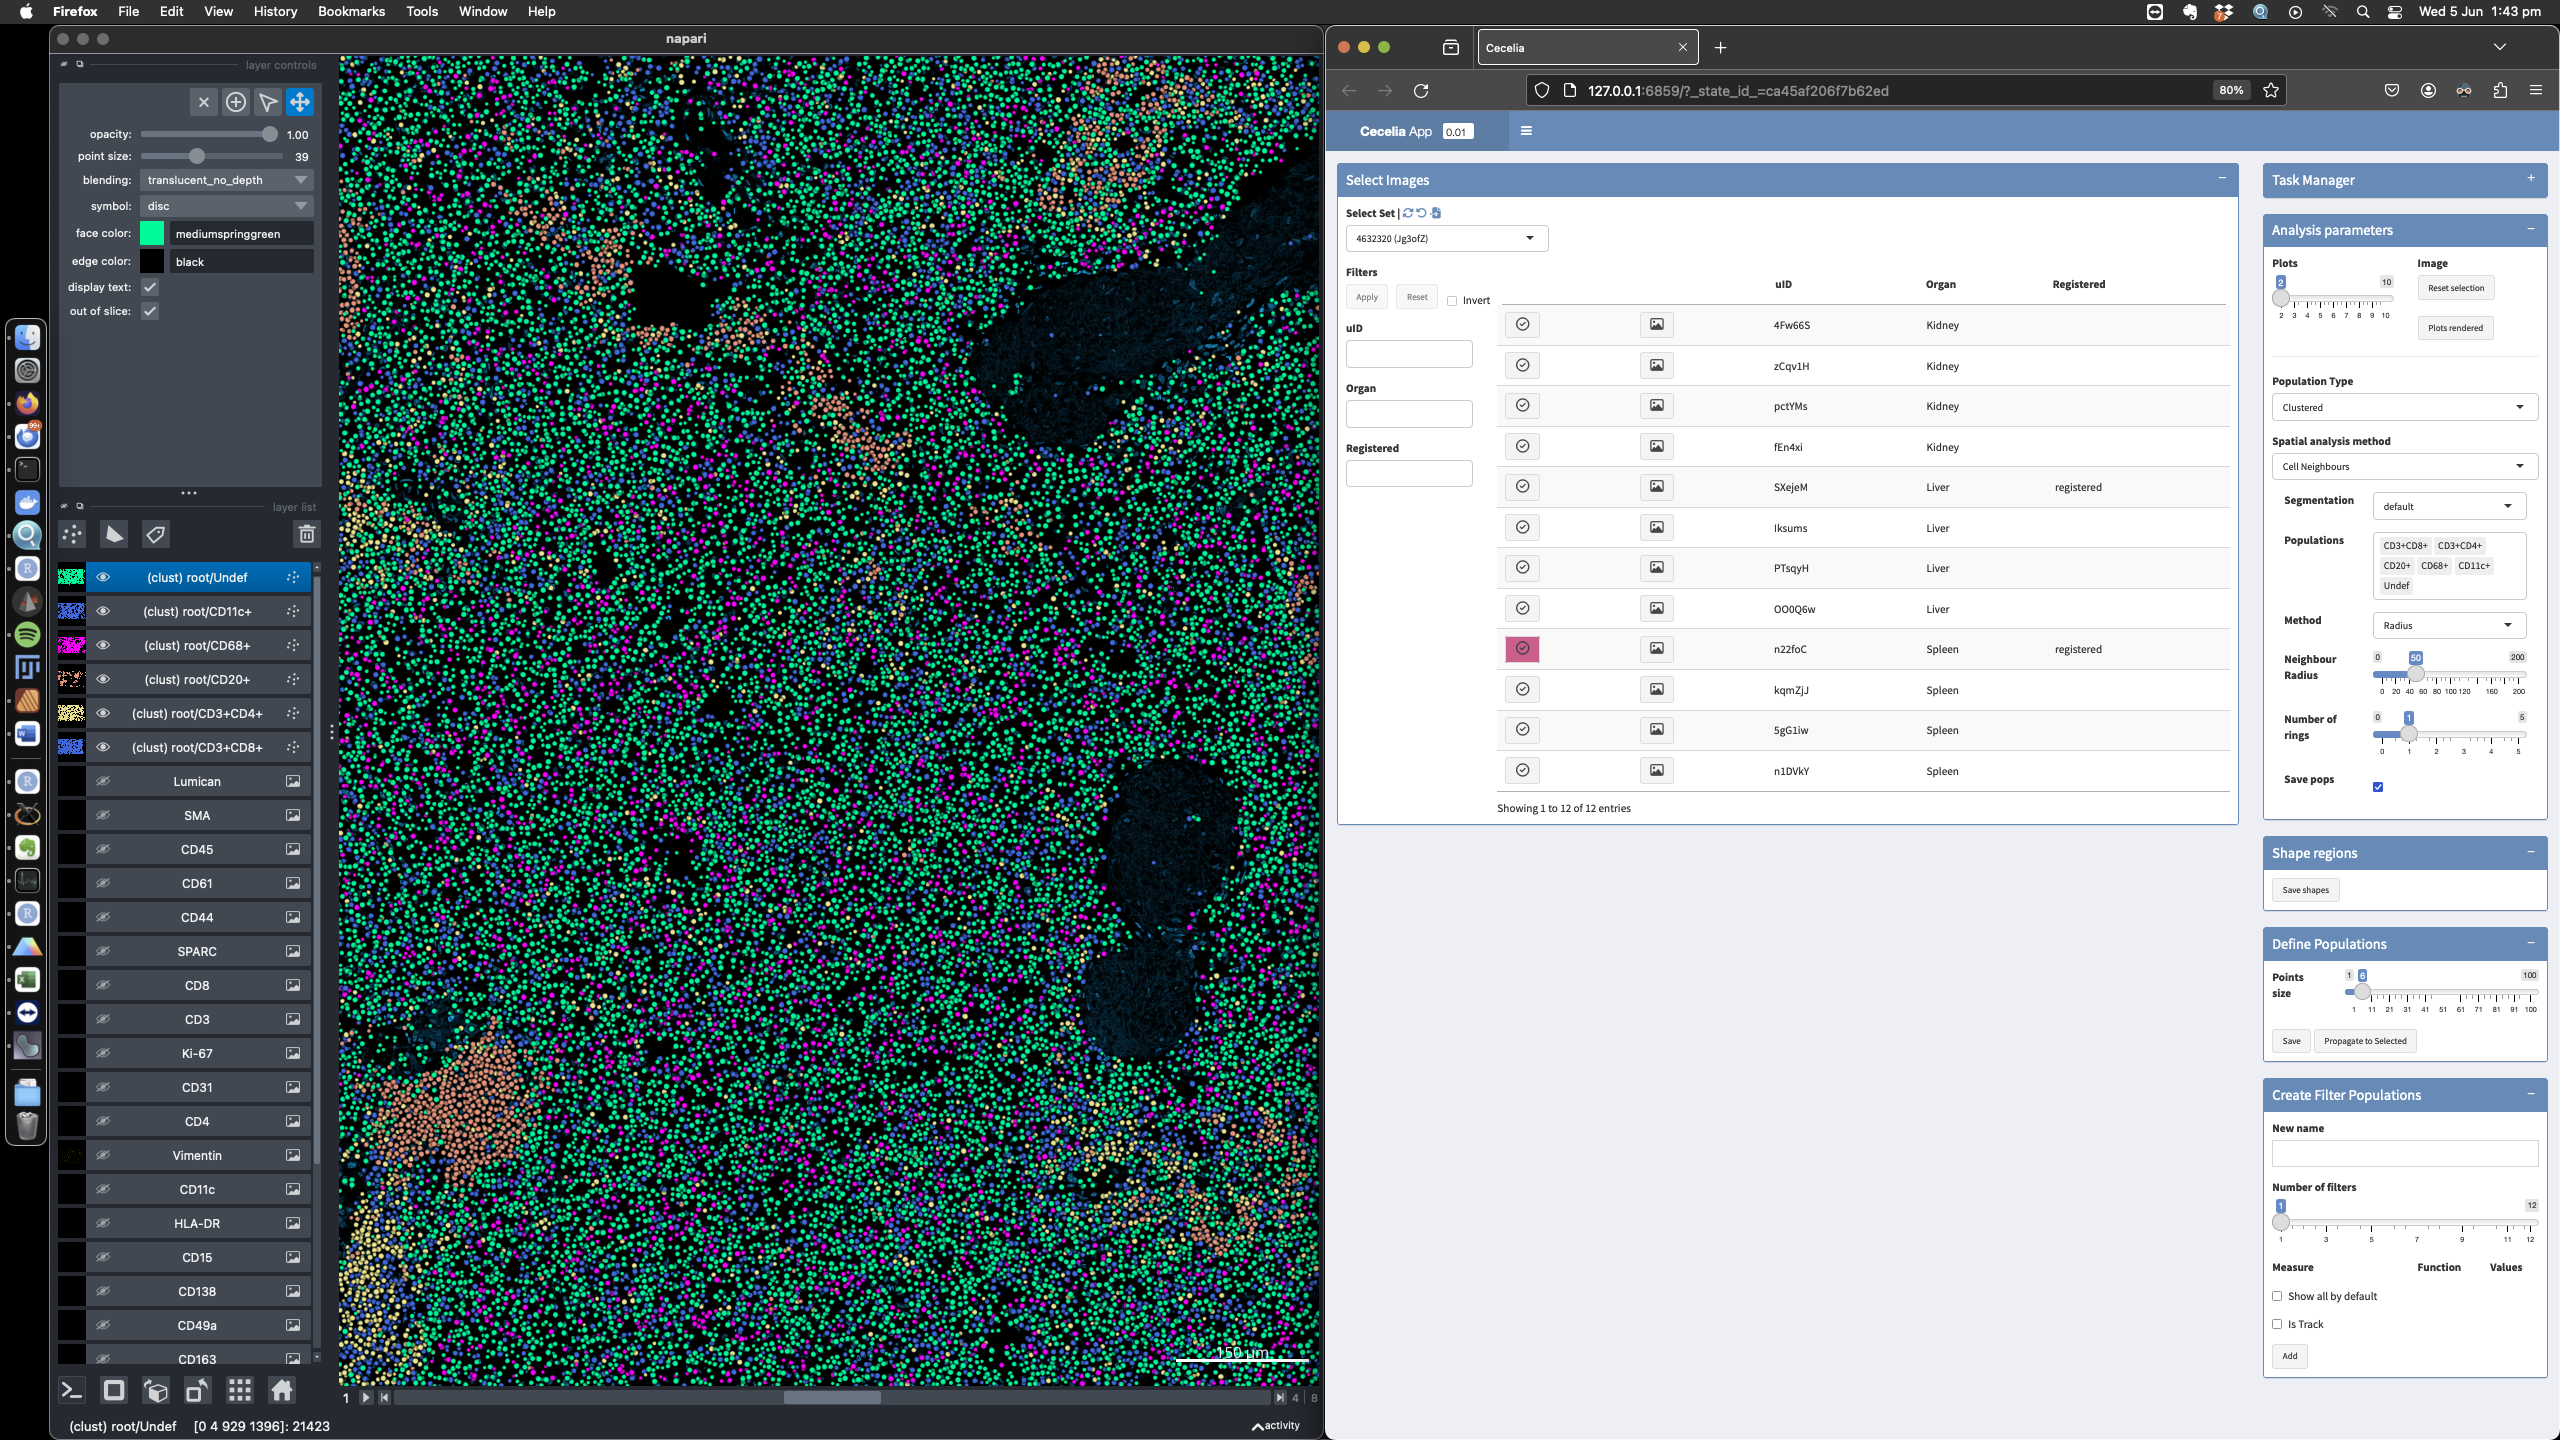 Firefox File Edit View History Bookmarks Tools Window Help
Wed 5 Jun 1:43 pm
napari
layer controls
opacity: 1.00
point size: 39
blending: translucent_no_depth
symbol: disc
face color: mediumspringgreen
edge color: black
display text:
out of slice:
layer list
(clust) root/Undef
(clust) root/CD11c+
(clust) root/CD68+
(clust) root/CD20+
(clust) root/CD3+CD4+
(clust) root/CD3+CD8+
Lumican
SMA
CD45
CD61
CD44
SPARC
CD8
CD3
Ki-67
CD31
CD4
Vimentin
CD11c
HLA-DR
CD15
CD138
CD49a
CD163
150 μm
1 4 8
(clust) root/Undef [0 4 929 1396]: 21423
activity
Cecelia
127.0.0.1:6859/?_state_id_=ca45af206f7b62ed 80%
Cecelia App 0.01
Select Images
Select Set |
4632320 (Jg3ofZ)
Filters
Apply Reset Invert
uID
Organ
Registered
uID Organ Registered
4Fw66S Kidney
zCqv1H Kidney
pctYMs Kidney
fEn4xi Kidney
SXejeM Liver registered
Iksums Liver
PTsqyH Liver
OO0Q6w Liver
n22foC Spleen registered
kqmZjJ Spleen
5gG1iw Spleen
n1DVkY Spleen
Showing 1 to 12 of 12 entries
Task Manager
Analysis parameters
Plots Image
2 10
2 3 4 5 6 7 8 9 10
Reset selection
Plots rendered
Population Type
Clustered
Spatial analysis method
Cell Neighbours
Segmentation default
Populations
CD3+CD8+ CD3+CD4+
CD20+ CD68+ CD11c+
Undef
Method Radius
Neighbour Radius
0 50 200
0 20 40 60 80 100 120 160 200
Number of rings
0 1 5
0 1 2 3 4 5
Save pops
Shape regions
Save shapes
Define Populations
Points size
1 6 100
1 11 21 31 41 51 61 71 81 91 100
Save Propagate to Selected
Create Filter Populations
New name
Number of filters
1 12
1 3 5 7 9 11 12
Measure Function Values
Show all by default
Is Track
Add